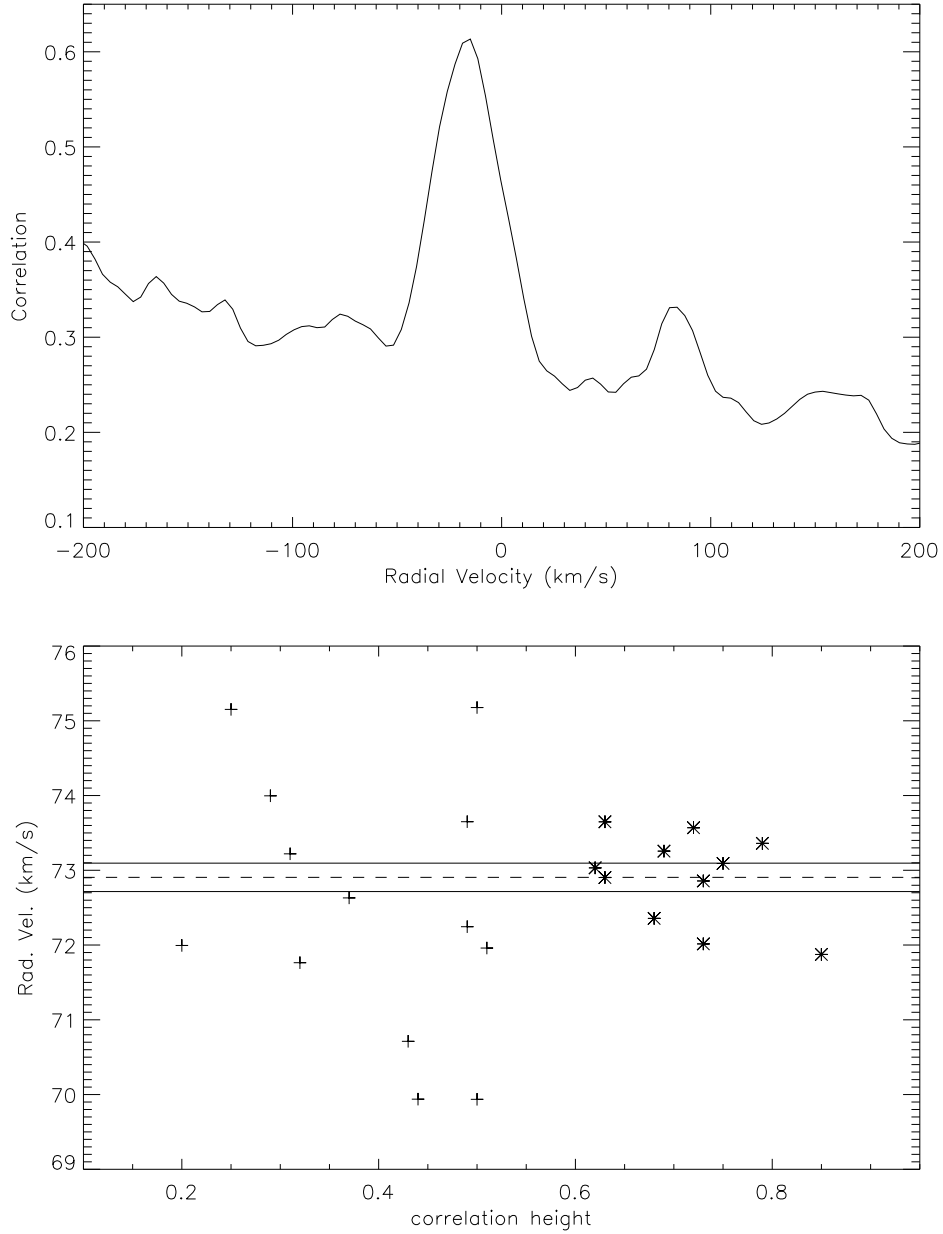 0.6
0.5
0.4
0.3
0.2
0.1
Correlation
−200 −100 0 100 200
Radial Velocity (km/s)
76
75
74
73
72
71
70
69
Rad. Vel. (km/s)
0.2 0.4 0.6 0.8
correlation height